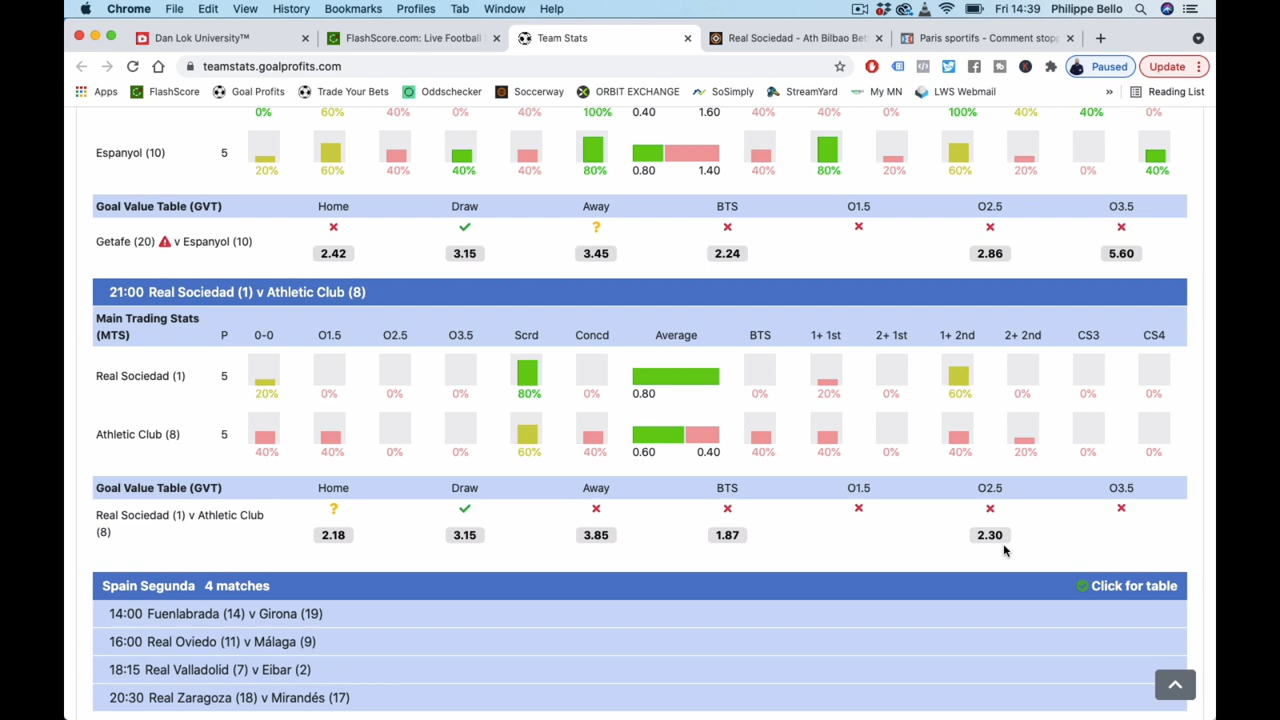 Chrome File Edit View History Bookmarks Profiles Tab Window Help Fri 14:39 Philippe Bello
Dan Lok University™ FlashScore.com: Live Football Team Stats Real Sociedad - Ath Bilbao Bet Paris sportifs - Comment stop
teamstats.goalprofits.com Paused Update
Apps FlashScore Goal Profits Trade Your Bets Oddschecker Soccerway ORBIT EXCHANGE SoSimply StreamYard My MN LWS Webmail » Reading List
0% 60% 40% 0% 40% 100% 0.40 1.60 40% 40% 0% 100% 40% 40%
Espanyol (10) 5
20% 60% 40% 40% 40% 80% 0.80 1.40 40% 80% 20% 60% 20% 0% 40%
Goal Value Table (GVT) Home Draw Away BTS O1.5 O2.5 O3.5
Getafe (20) v Espanyol (10)
2.42 3.15 3.45 2.24 2.86 5.60
21:00 Real Sociedad (1) v Athletic Club (8)
Main Trading Stats
(MTS) P 0-0 O1.5 O2.5 O3.5 Scrd Concd Average BTS 1+ 1st 2+ 1st 1+ 2nd 2+ 2nd CS3 CS4
Real Sociedad (1) 5
20% 0% 0% 0% 80% 0% 0.80 0% 20% 0% 60% 0% 0% 0%
Athletic Club (8) 5
40% 40% 0% 0% 60% 40% 0.60 0.40 40% 40% 0% 40% 20% 0% 0%
Goal Value Table (GVT) Home Draw Away BTS O1.5 O2.5 O3.5
Real Sociedad (1) v Athletic Club
(8)
2.18 3.15 3.85 1.87 2.30
Spain Segunda 4 matches Click for table
14:00 Fuenlabrada (14) v Girona (19)
16:00 Real Oviedo (11) v Málaga (9)
18:15 Real Valladolid (7) v Eibar (2)
20:30 Real Zaragoza (18) v Mirandés (17)